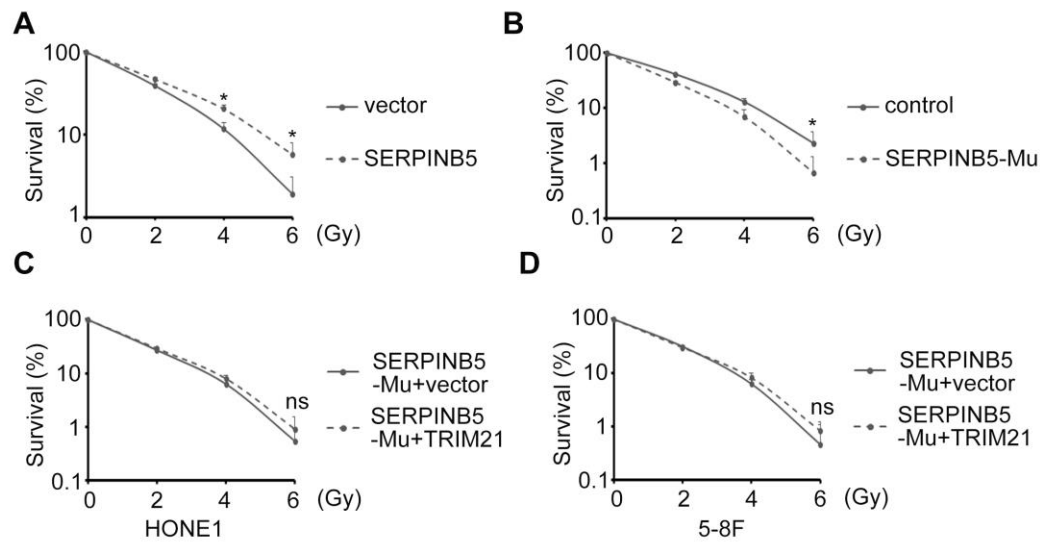 A
Survival (%)
100
10
1
0 2 4 6 (Gy)
* *
vector
SERPINB5
B
Survival (%)
100
10
1
0.1
0 2 4 6 (Gy)
*
control
SERPINB5-Mu
C
Survival (%)
100
10
1
0.1
0 2 4 6 (Gy)
ns
SERPINB5
-Mu+vector
SERPINB5
-Mu+TRIM21
HONE1
D
Survival (%)
100
10
1
0.1
0 2 4 6 (Gy)
ns
SERPINB5
-Mu+vector
SERPINB5
-Mu+TRIM21
5-8F